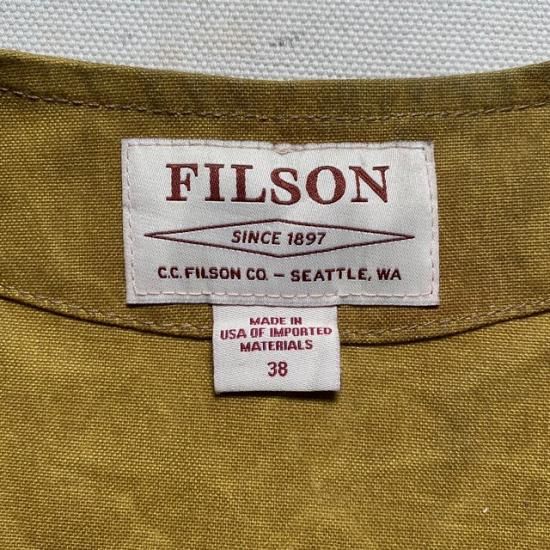 FILSON
SINCE 1897
C.C. FILSON CO. – SEATTLE, WA
MADE IN
USA OF IMPORTED
MATERIALS
38